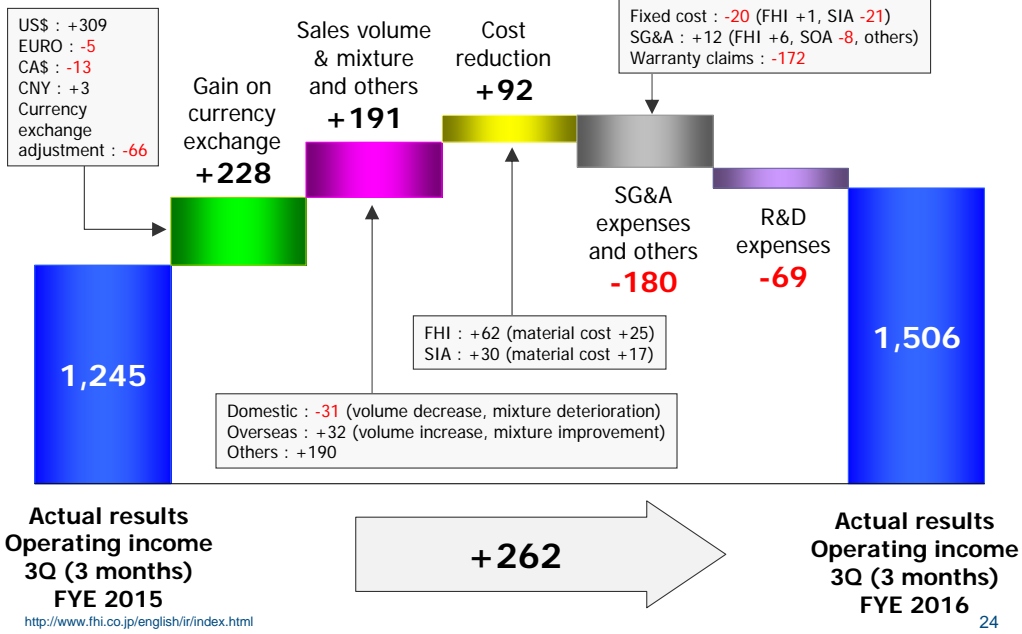 US$ : +309
EURO : -5
CA$ : -13
CNY : +3
Currency
exchange
adjustment : -66
Gain on
currency
exchange
+228
Sales volume
& mixture
and others
+191
Cost
reduction
+92
Fixed cost : -20 (FHI +1, SIA -21)
SG&A : +12 (FHI +6, SOA -8, others)
Warranty claims : -172
SG&A
expenses
and others
-180
R&D
expenses
-69
1,245
1,506
FHI : +62 (material cost +25)
SIA : +30 (material cost +17)
Domestic : -31 (volume decrease, mixture deterioration)
Overseas : +32 (volume increase, mixture improvement)
Others : +190
Actual results
Operating income
3Q (3 months)
FYE 2015
+262
Actual results
Operating income
3Q (3 months)
FYE 2016
http://www.fhi.co.jp/english/ir/index.html
24